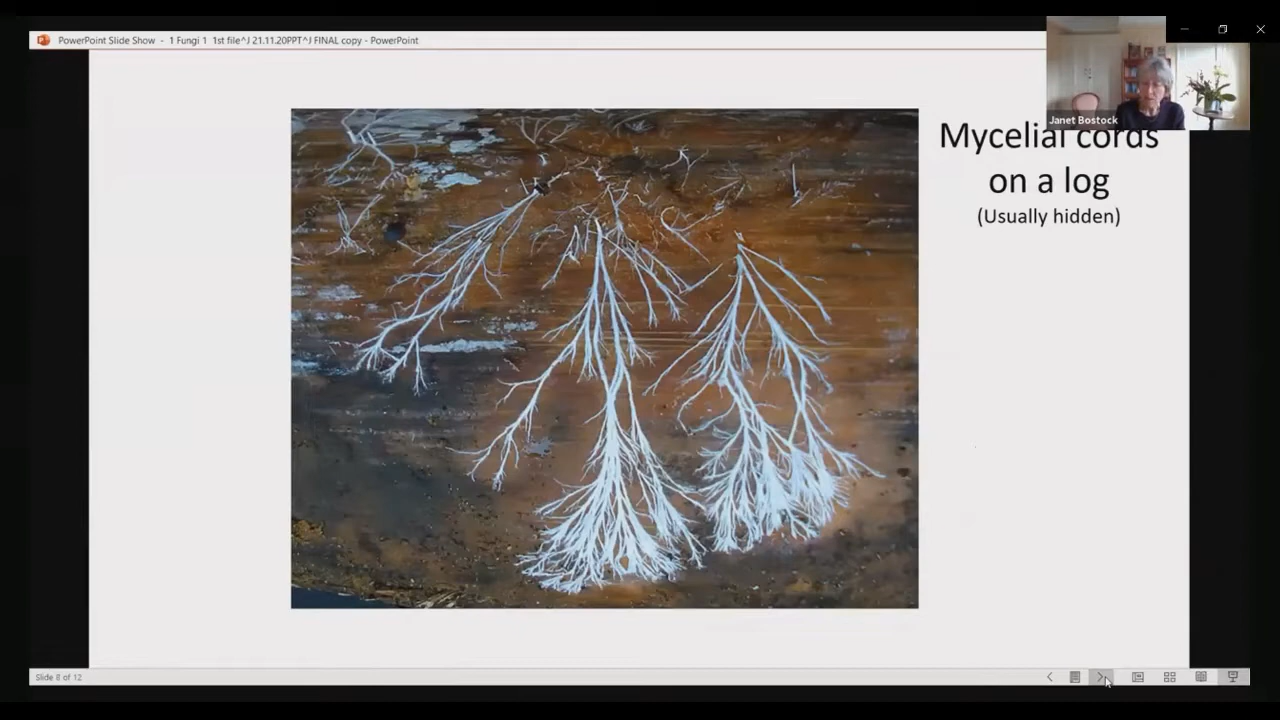 PowerPoint Slide Show - 1 Fungi 1 1st file^J 21.11.20PPT^J FINAL copy - PowerPoint
Janet Bostock
Mycelial cords
on a log
(Usually hidden)
Slide 8 of 12